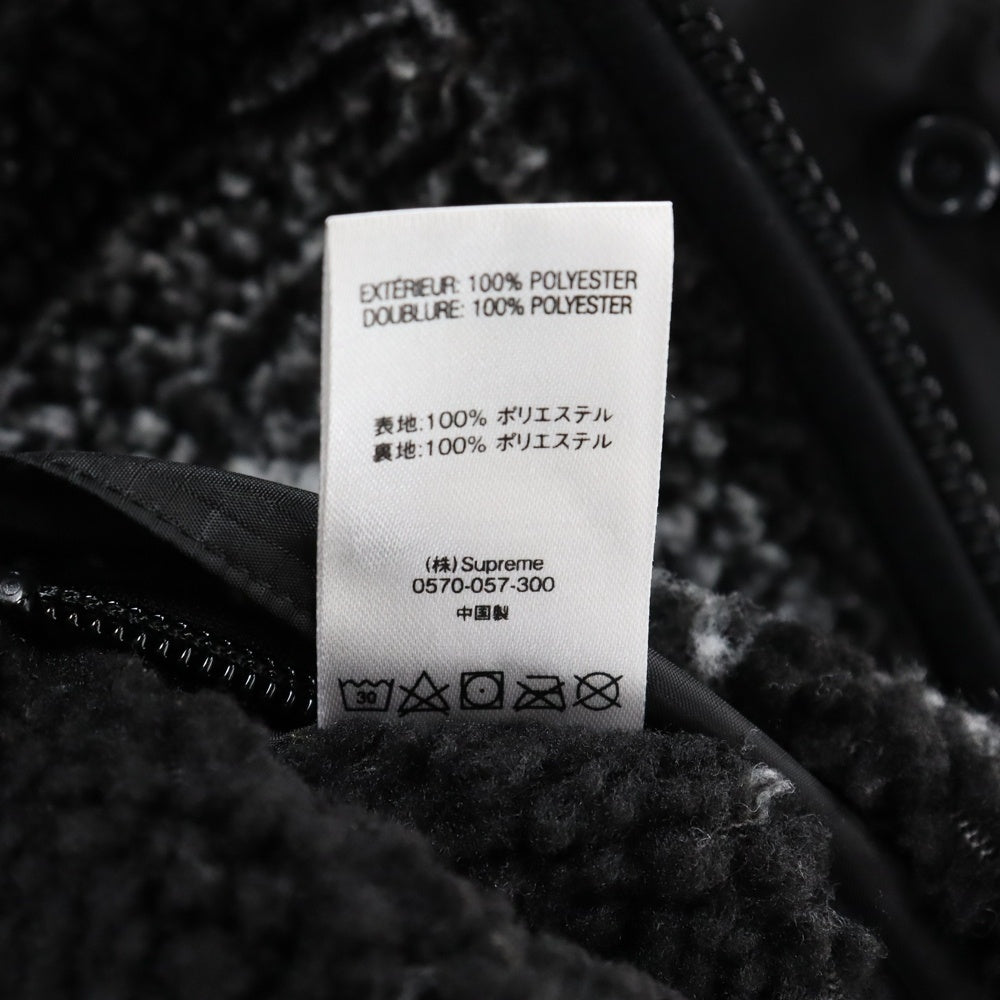 EXTÉRIEUR: 100% POLYESTER
DOUBLURE: 100% POLYESTER
表地:100% ポリエステル
裏地:100% ポリエステル
(株)Supreme
0570-057-300
中国製
30